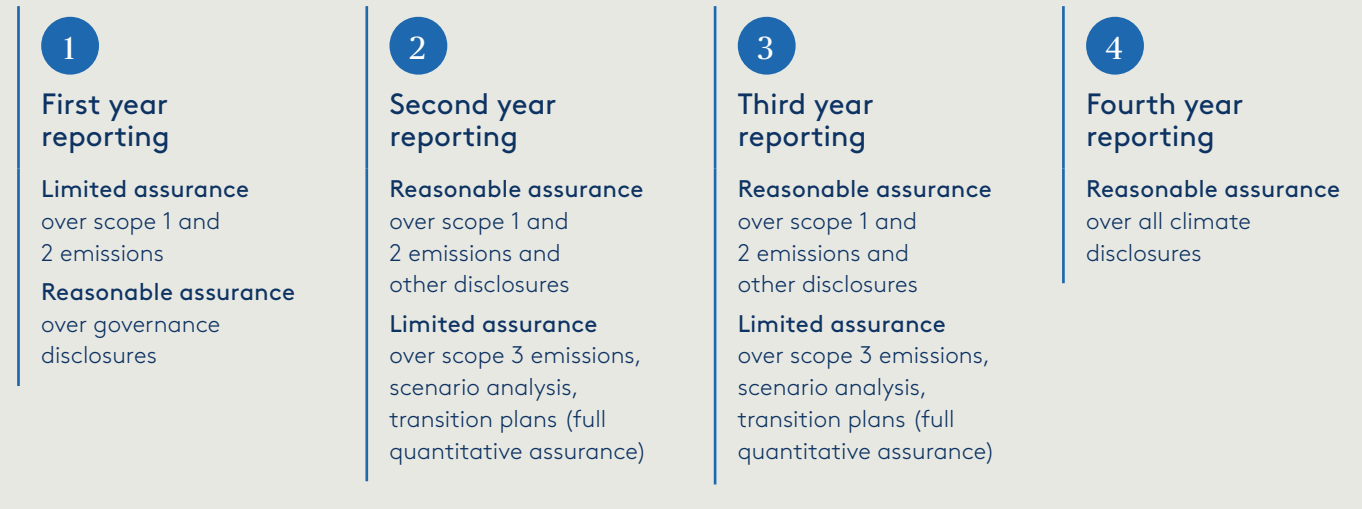 1
First year
reporting
Limited assurance
over scope 1 and
2 emissions
Reasonable assurance
over governance
disclosures
2
Second year
reporting
Reasonable assurance
over scope 1 and
2 emissions and
other disclosures
Limited assurance
over scope 3 emissions,
scenario analysis,
transition plans (full
quantitative assurance)
3
Third year
reporting
Reasonable assurance
over scope 1 and
2 emissions and
other disclosures
Limited assurance
over scope 3 emissions,
scenario analysis,
transition plans (full
quantitative assurance)
4
Fourth year
reporting
Reasonable assurance
over all climate
disclosures